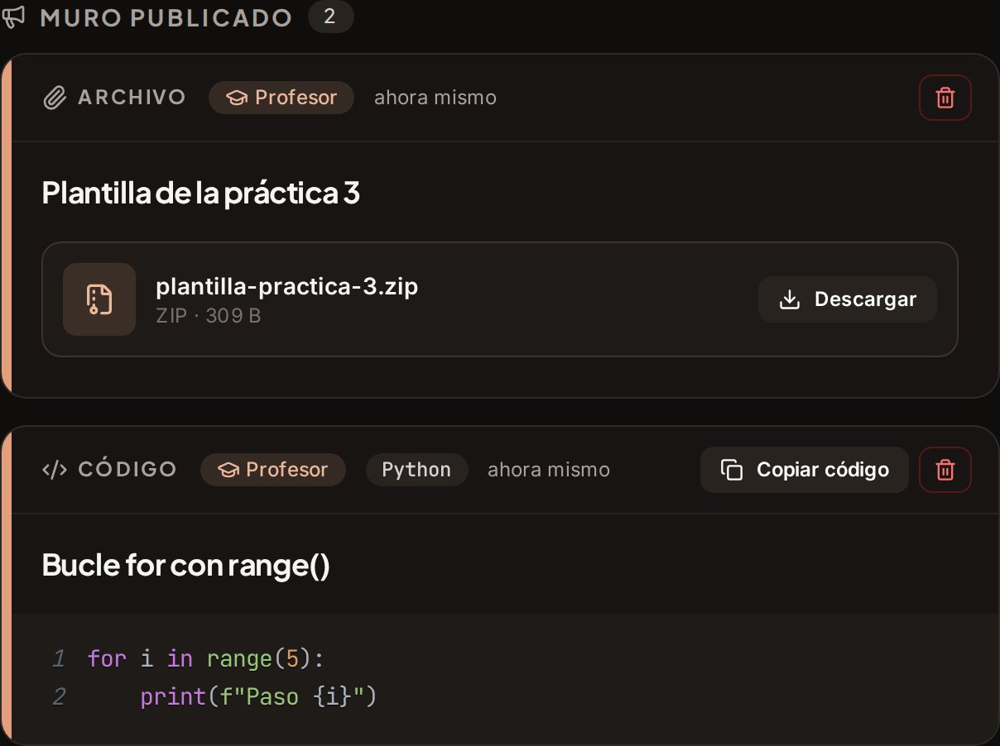 MURO PUBLICADO 2
ARCHIVO Profesor ahora mismo
Plantilla de la práctica 3
plantilla-practica-3.zip
ZIP · 309 B
Descargar
CÓDIGO Profesor Python ahora mismo Copiar código
Bucle for con range()
1 for i in range(5):
2     print(f"Paso {i}")